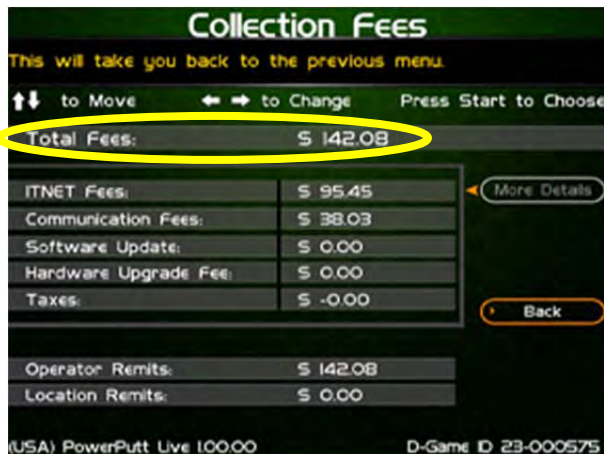 Collection Fees
This will take you back to the previous menu.
to Move to Change Press Start to Choose
Total Fees: $ 142.08
ITNET Fees: $ 95.45 More Details
Communication Fees: $ 38.03
Software Update: $ 0.00
Hardware Upgrade Fee: $ 0.00
Taxes: $ -0.00
Back
Operator Remits: $ 142.08
Location Remits: $ 0.00
(USA) PowerPutt Live 1.00.00 D-Game ID 23-000575